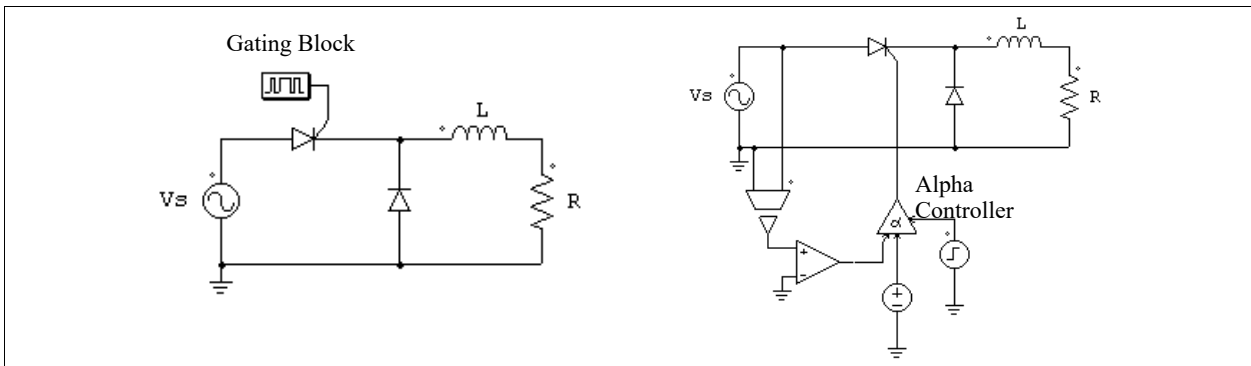 Gating Block
L
Vs
R
L
Vs
R
Alpha
Controller
α